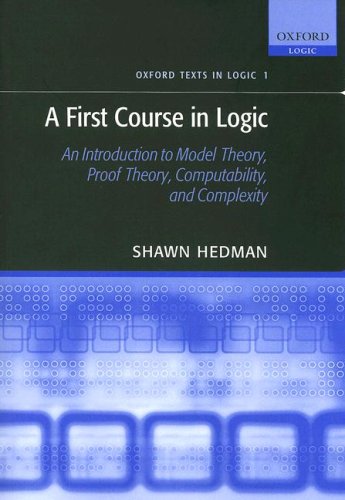 OXFORD
LOGIC
OXFORD TEXTS IN LOGIC 1
A First Course in Logic
An Introduction to Model Theory,
Proof Theory, Computability,
and Complexity
SHAWN HEDMAN